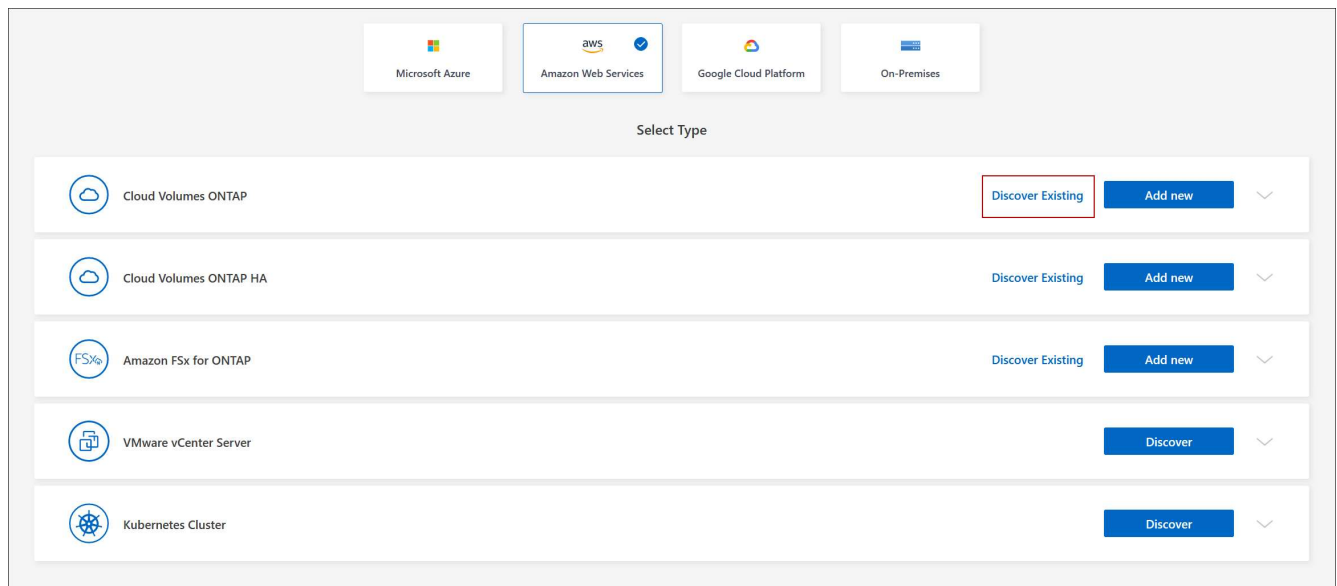 aws
Microsoft Azure
Amazon Web Services
Google Cloud Platform
On-Premises
Select Type
Cloud Volumes ONTAP
Discover Existing
Add new
Cloud Volumes ONTAP HA
Discover Existing
Add new
FSx
Amazon FSx for ONTAP
Discover Existing
Add new
VMware vCenter Server
Discover
Kubernetes Cluster
Discover